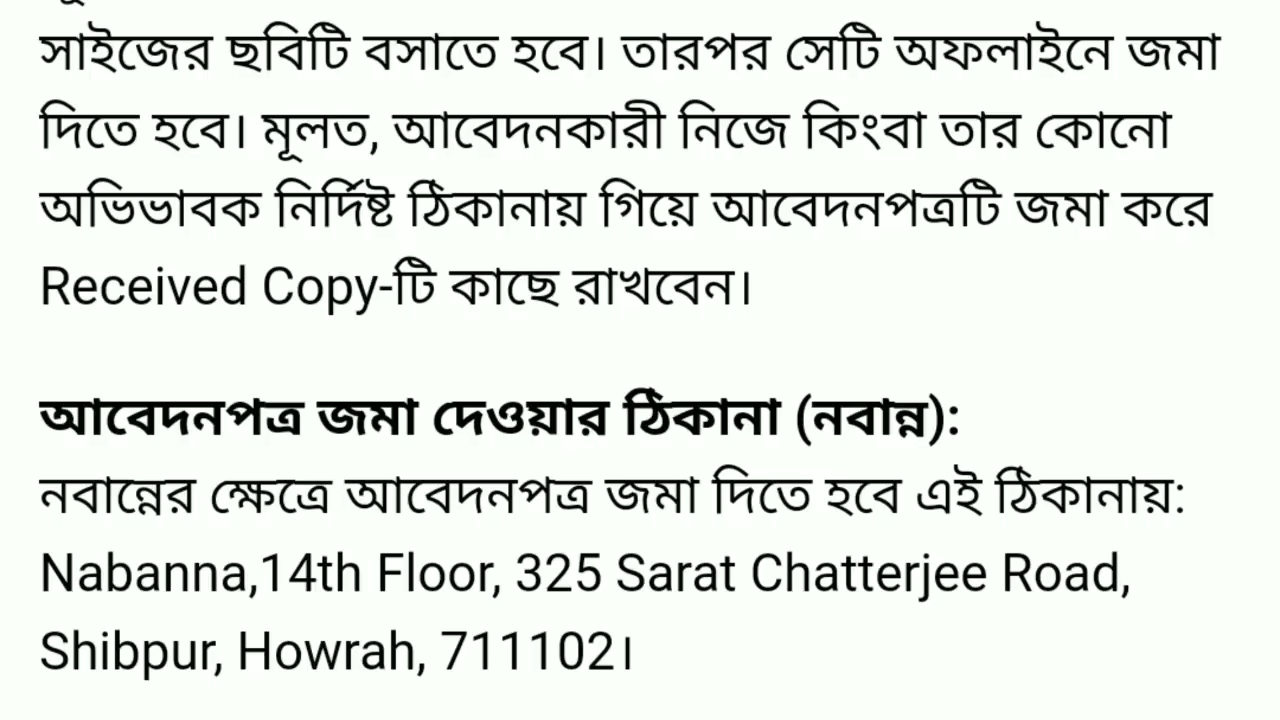 সাইজের ছবিটি বসাতে হবে। তারপর সেটি অফলাইনে জমা
দিতে হবে। মূলত, আবেদনকারী নিজে কিংবা তার কোনো
অভিভাবক নির্দিষ্ট ঠিকানায় গিয়ে আবেদনপত্রটি জমা করে
Received Copy-টি কাছে রাখবেন।
আবেদনপত্র জমা দেওয়ার ঠিকানা (নবান্ন):
নবান্নের ক্ষেত্রে আবেদনপত্র জমা দিতে হবে এই ঠিকানায়:
Nabanna,14th Floor, 325 Sarat Chatterjee Road,
Shibpur, Howrah, 711102।